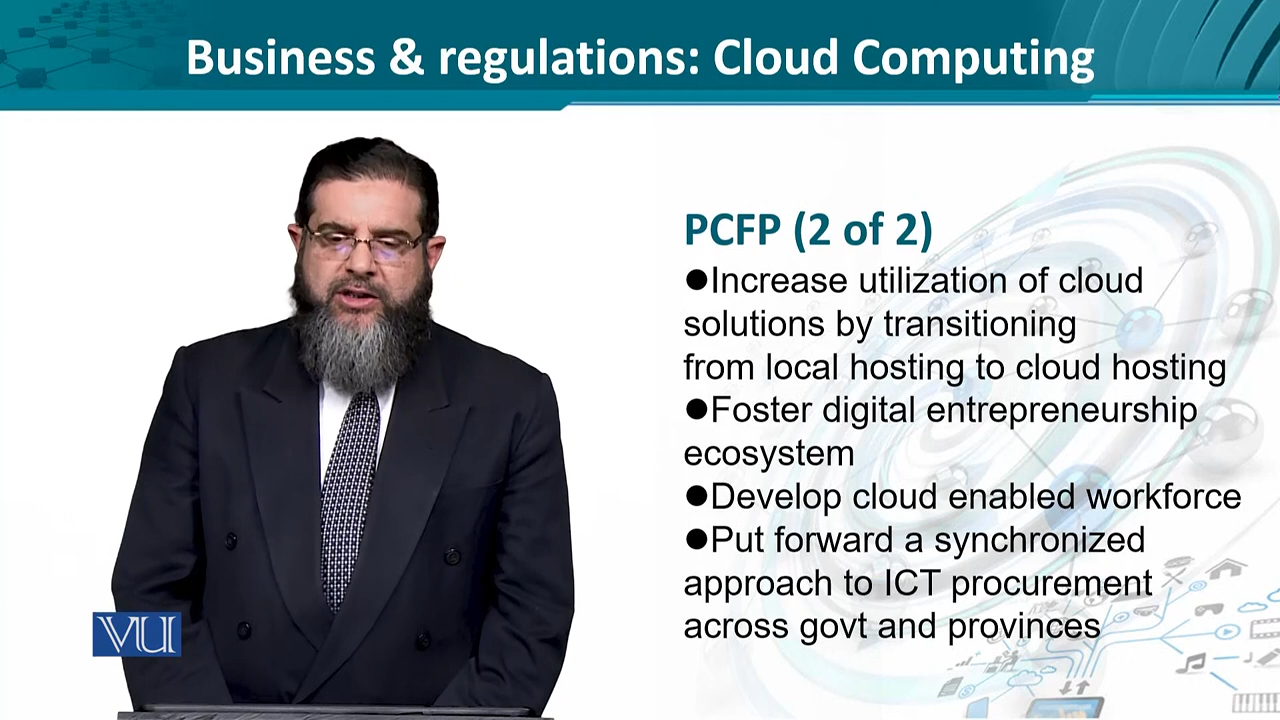 Business & regulations: Cloud Computing
PCFP (2 of 2)
●Increase utilization of cloud
solutions by transitioning
from local hosting to cloud hosting
●Foster digital entrepreneurship
ecosystem
●Develop cloud enabled workforce
●Put forward a synchronized
approach to ICT procurement
across govt and provinces
VU